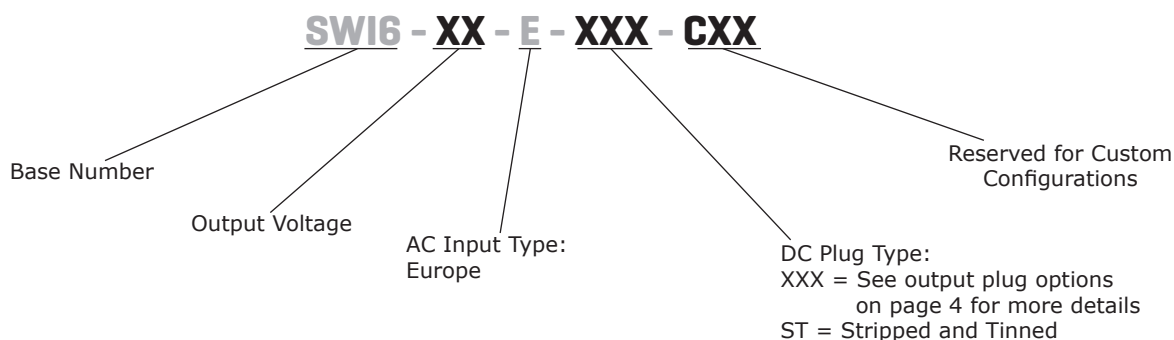 SWI6 - XX - E - XXX - CXX
Base Number
Output Voltage
AC Input Type:
Europe
DC Plug Type:
XXX = See output plug options
on page 4 for more details
ST = Stripped and Tinned
Reserved for Custom
Configurations